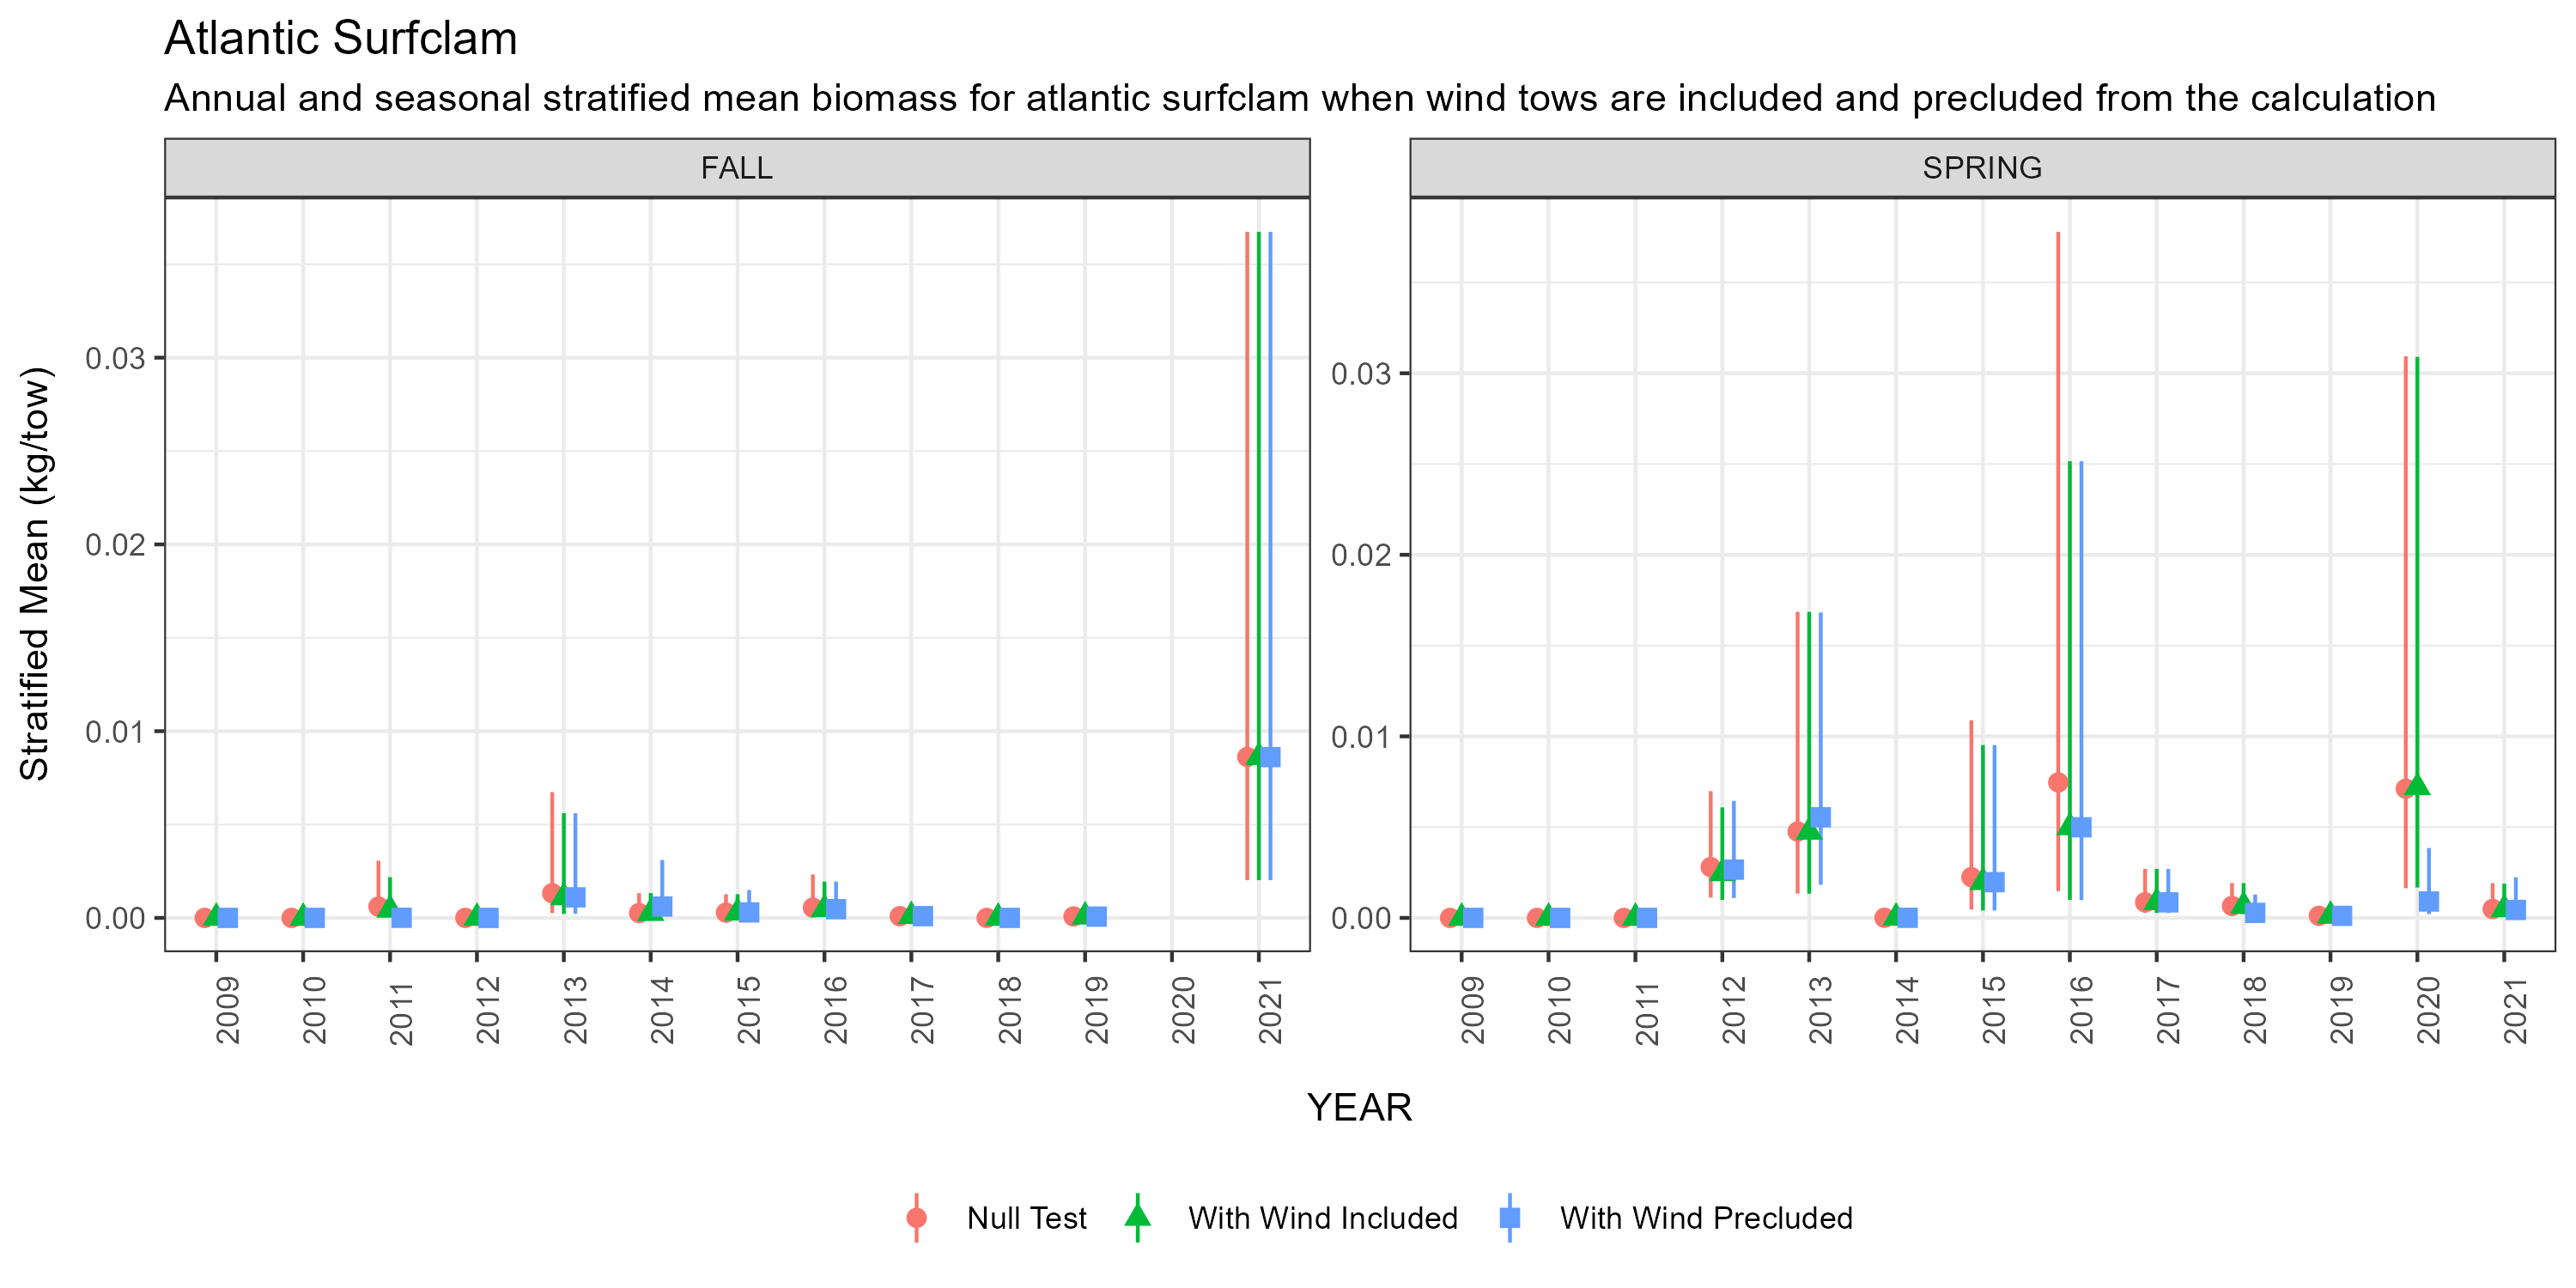 Atlantic Surfclam
Annual and seasonal stratified mean biomass for atlantic surfclam when wind tows are included and precluded from the calculation
FALL
SPRING
Stratified Mean (kg/tow)
0.03
0.02
0.01
0.00
0.03
0.02
0.01
0.00
2009 2010 2011 2012 2013 2014 2015 2016 2017 2018 2019 2020 2021
2009 2010 2011 2012 2013 2014 2015 2016 2017 2018 2019 2020 2021
YEAR
Null Test With Wind Included With Wind Precluded